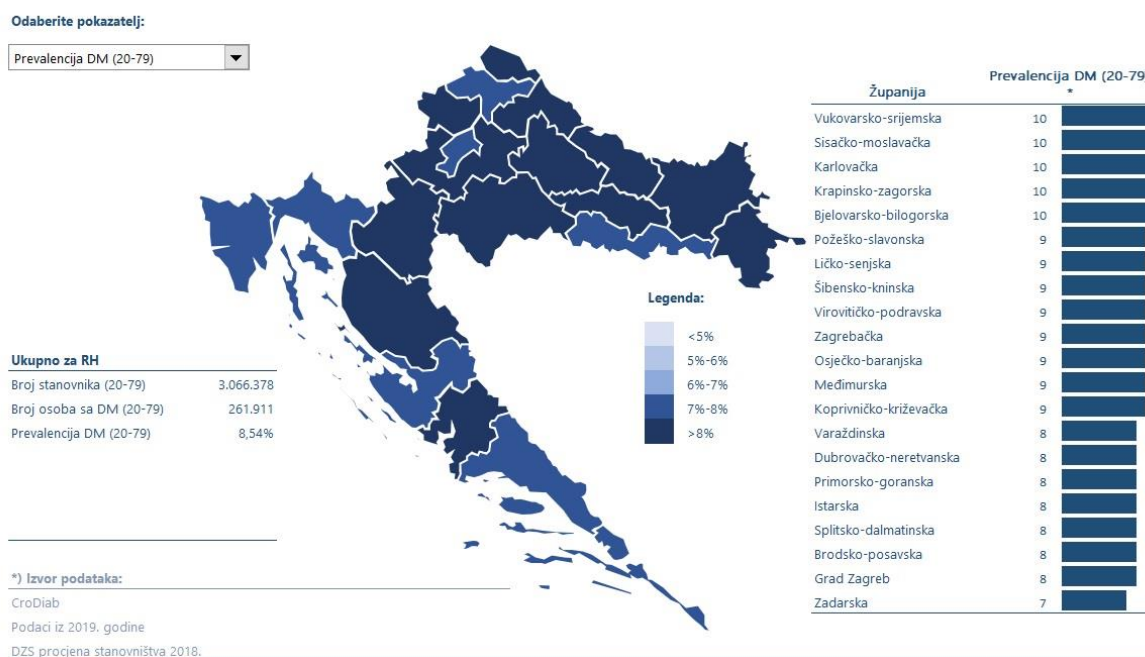 Odaberite pokazatelj:
Prevalencija DM (20-79)
Ukupno za RH
Broj stanovnika (20-79) 3.066.378
Broj osoba sa DM (20-79) 261.911
Prevalencija DM (20-79) 8,54%
*) Izvor podataka:
CroDiab
Podaci iz 2019. godine
DZS procjena stanovništva 2018.
Legenda:
<5%
5%-6%
6%-7%
7%-8%
>8%
Prevalencija DM (20-79
Županija *
Vukovarsko-srijemska 10
Sisačko-moslavačka 10
Karlovačka 10
Krapinsko-zagorska 10
Bjelovarsko-bilogorska 10
Požeško-slavonska 9
Ličko-senjska 9
Šibensko-kninska 9
Virovitičko-podravska 9
Zagrebačka 9
Osječko-baranjska 9
Međimurska 9
Koprivničko-križevačka 9
Varaždinska 8
Dubrovačko-neretvanska 8
Primorsko-goranska 8
Istarska 8
Splitsko-dalmatinska 8
Brodsko-posavska 8
Grad Zagreb 8
Zadarska 7